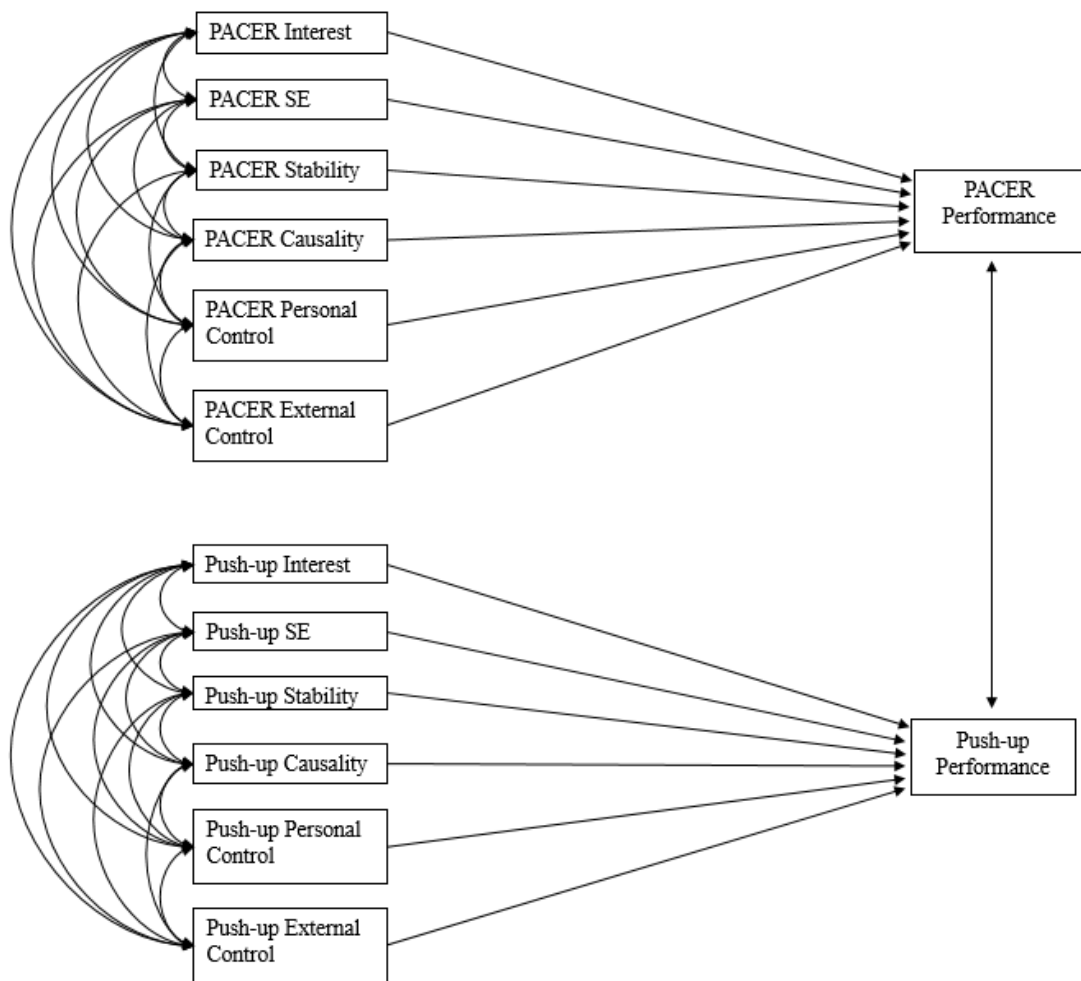 PACER Interest
PACER SE
PACER Stability
PACER Causality
PACER Personal
Control
PACER External
Control
PACER
Performance
Push-up Interest
Push-up SE
Push-up Stability
Push-up Causality
Push-up Personal
Control
Push-up External
Control
Push-up
Performance